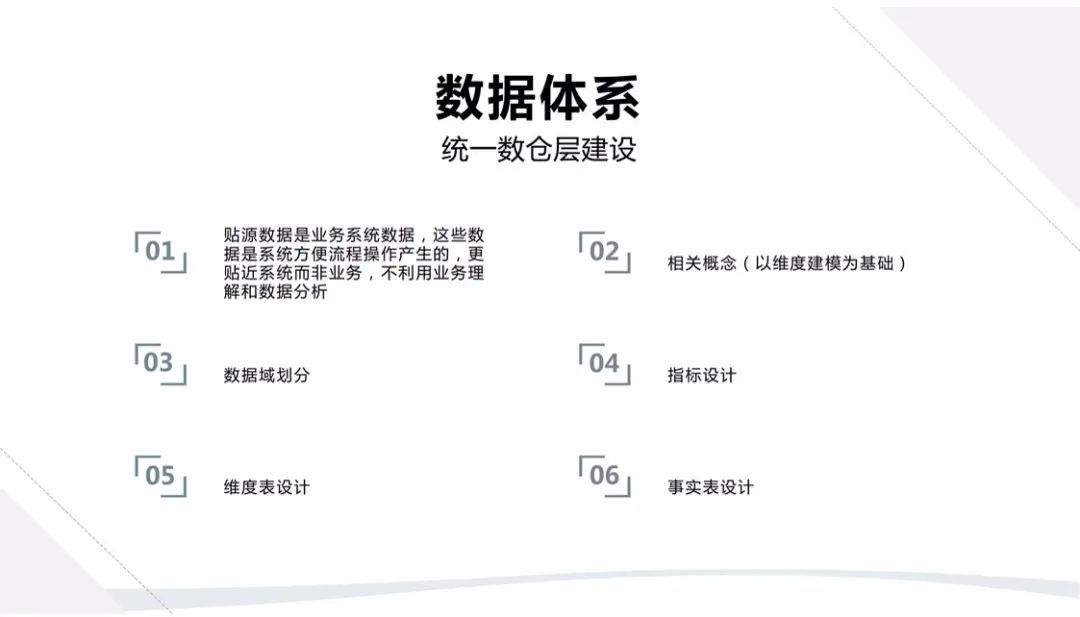 数据体系
统一数仓层建设
01
贴源数据是业务系统数据，这些数
据是系统方便流程操作产生的，更
贴近系统而非业务，不利用业务理
解和数据分析
02
相关概念（以维度建模为基础）
03
数据域划分
04
指标设计
05
维度表设计
06
事实表设计